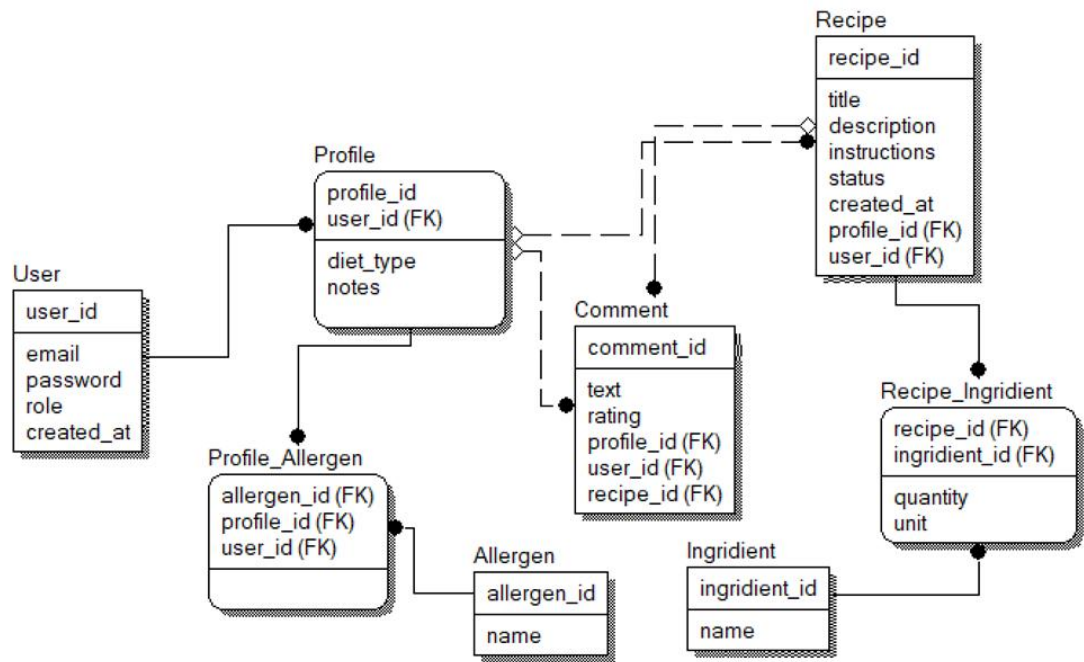 Recipe
recipe_id
title
description
instructions
status
created_at
profile_id (FK)
user_id (FK)
Profile
profile_id
user_id (FK)
diet_type
notes
User
user_id
email
password
role
created_at
Comment
comment_id
text
rating
profile_id (FK)
user_id (FK)
recipe_id (FK)
Recipe_Ingridient
recipe_id (FK)
ingridient_id (FK)
quantity
unit
Profile_Allergen
allergen_id (FK)
profile_id (FK)
user_id (FK)
Allergen
allergen_id
name
Ingridient
ingridient_id
name